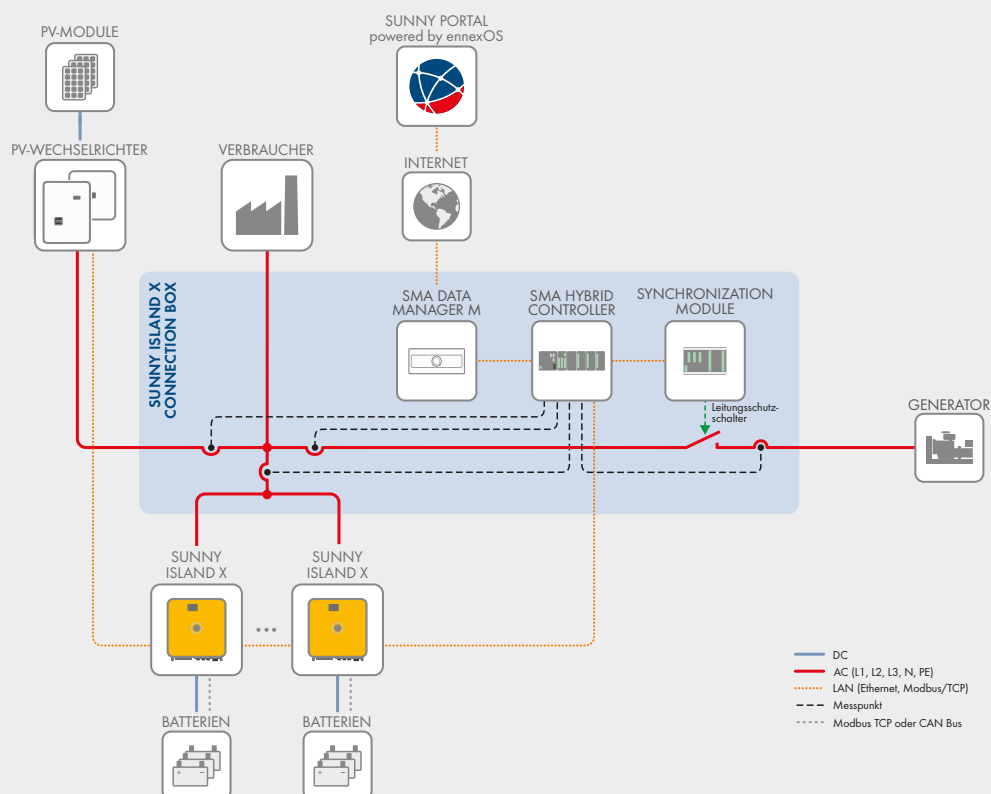 PV-MODULE
SUNNY PORTAL
powered by ennexOS
PV-WECHSELRICHTER
VERBRAUCHER
INTERNET
SUNNY ISLAND X
CONNECTION BOX
SMA DATA
MANAGER M
SMA HYBRID
CONTROLLER
SYNCHRONIZATION
MODULE
Leitungsschutz-
schalter
GENERATOR
SUNNY
ISLAND X
SUNNY
ISLAND X
BATTERIEN
BATTERIEN
DC
AC (L1, L2, L3, N, PE)
LAN (Ethernet, Modbus/TCP)
Messpunkt
Modbus TCP oder CAN Bus